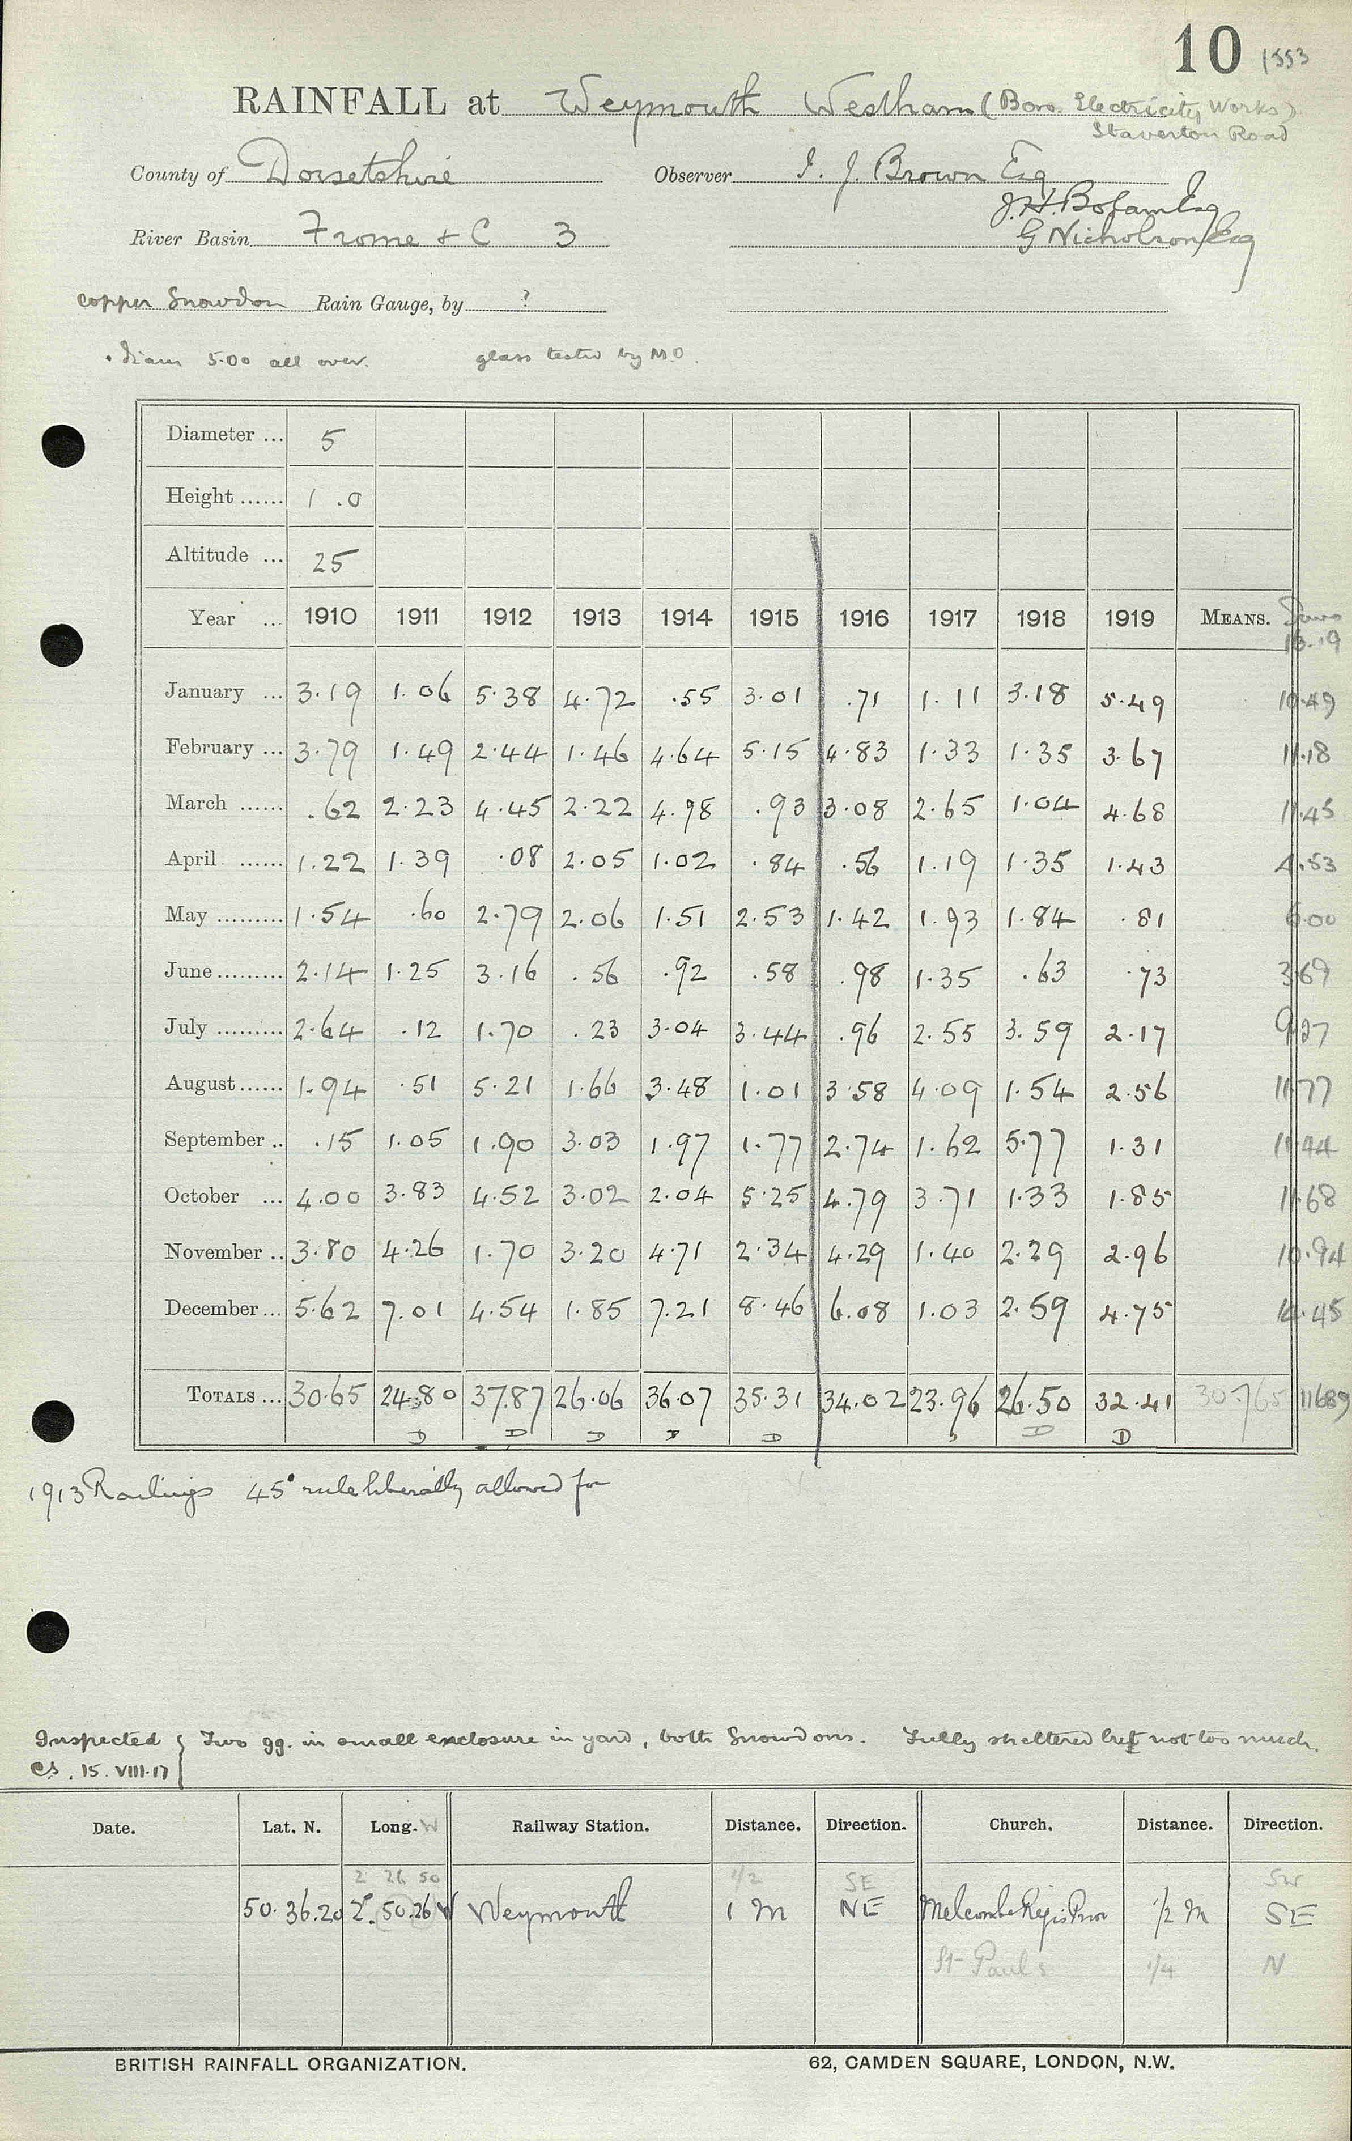 10 1553
RAINFALL at Weymouth Westham (Boro. Electricity Works)
Staverton Road
County of Dorsetshire Observer I. J. Brown Esq
J. H. Bolam Esq
River Basin Frome & C 3 G Nicholson Esq
copper Snowdon Rain Gauge, by ?
. diam 5.00 all over. glass tested by M O.
Diameter ... 5
Height ...... 1.0
Altitude ... 25
Year ... 1910 1911 1912 1913 1914 1915 1916 1917 1918 1919 MEANS.
16-19
January ... 3.19 1.06 5.38 4.72 .55 3.01 .71 1.11 3.18 5.49 10.49
February ... 3.79 1.49 2.44 1.46 4.64 5.15 4.83 1.33 1.35 3.67 11.18
March ...... .62 2.23 4.45 2.22 4.98 .93 3.08 2.65 1.04 4.68 11.45
April ...... 1.22 1.39 .08 2.05 1.02 .84 .56 1.19 1.35 1.43 4.53
May ......... 1.54 .60 2.79 2.06 1.51 2.53 1.42 1.93 1.84 .81 6.00
June ......... 2.14 1.25 3.16 .56 .92 .58 .98 1.35 .63 .73 3.69
July ......... 2.64 .12 1.70 .23 3.04 3.44 .96 2.55 3.59 2.17 9.27
August ...... 1.94 .51 5.21 1.66 3.48 1.01 3.58 4.09 1.54 2.56 11.77
September .. .15 1.05 1.90 3.03 1.97 1.77 2.74 1.62 5.77 1.31 11.44
October ... 4.00 3.83 4.52 3.02 2.04 5.25 4.79 3.71 1.33 1.85 11.68
November .. 3.80 4.26 1.70 3.20 4.71 2.34 4.29 1.40 2.29 2.96 10.94
December ... 5.62 7.01 4.54 1.85 7.21 8.46 6.08 1.03 2.59 4.75 14.45
TOTALS ... 30.65 24.80 37.87 26.06 36.07 35.31 34.02 23.96 26.50 32.41 30.765 116.89
D D D D D D D D
1913 Railings 45° rule liberally allowed for
Inspected } Two gg. in small enclosure in yard, both Snowdons. Fully sheltered but not too much.
CS. 15. VIII. 17
Date. Lat. N. Long. W Railway Station. Distance. Direction. Church. Distance. Direction.
2 26 50 1/2 SE SW
50.36.20 2°.50.26 W Weymouth 1 m NE Melcombe Regis Prior 1/2 m SE
St Pauls 1/4 N
BRITISH RAINFALL ORGANIZATION. 62, CAMDEN SQUARE, LONDON, N.W.